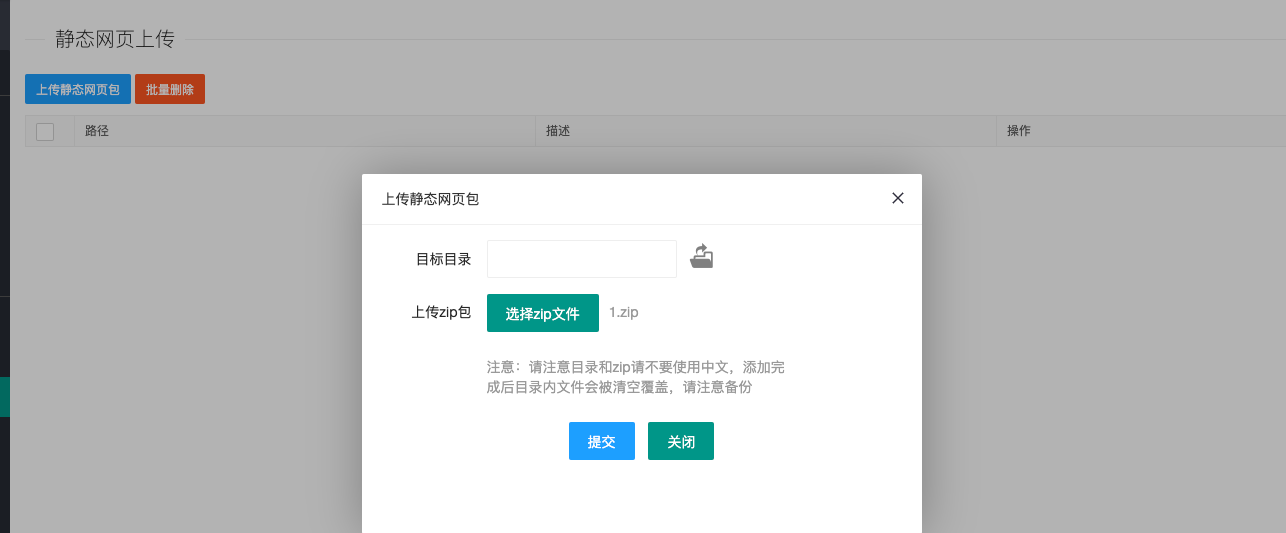 静态网页上传
上传静态网页包 批量删除
路径 描述 操作
上传静态网页包
目标目录
上传zip包 选择zip文件 1.zip
注意：请注意目录和zip请不要使用中文，添加完
成后目录内文件会被清空覆盖，请注意备份
提交 关闭